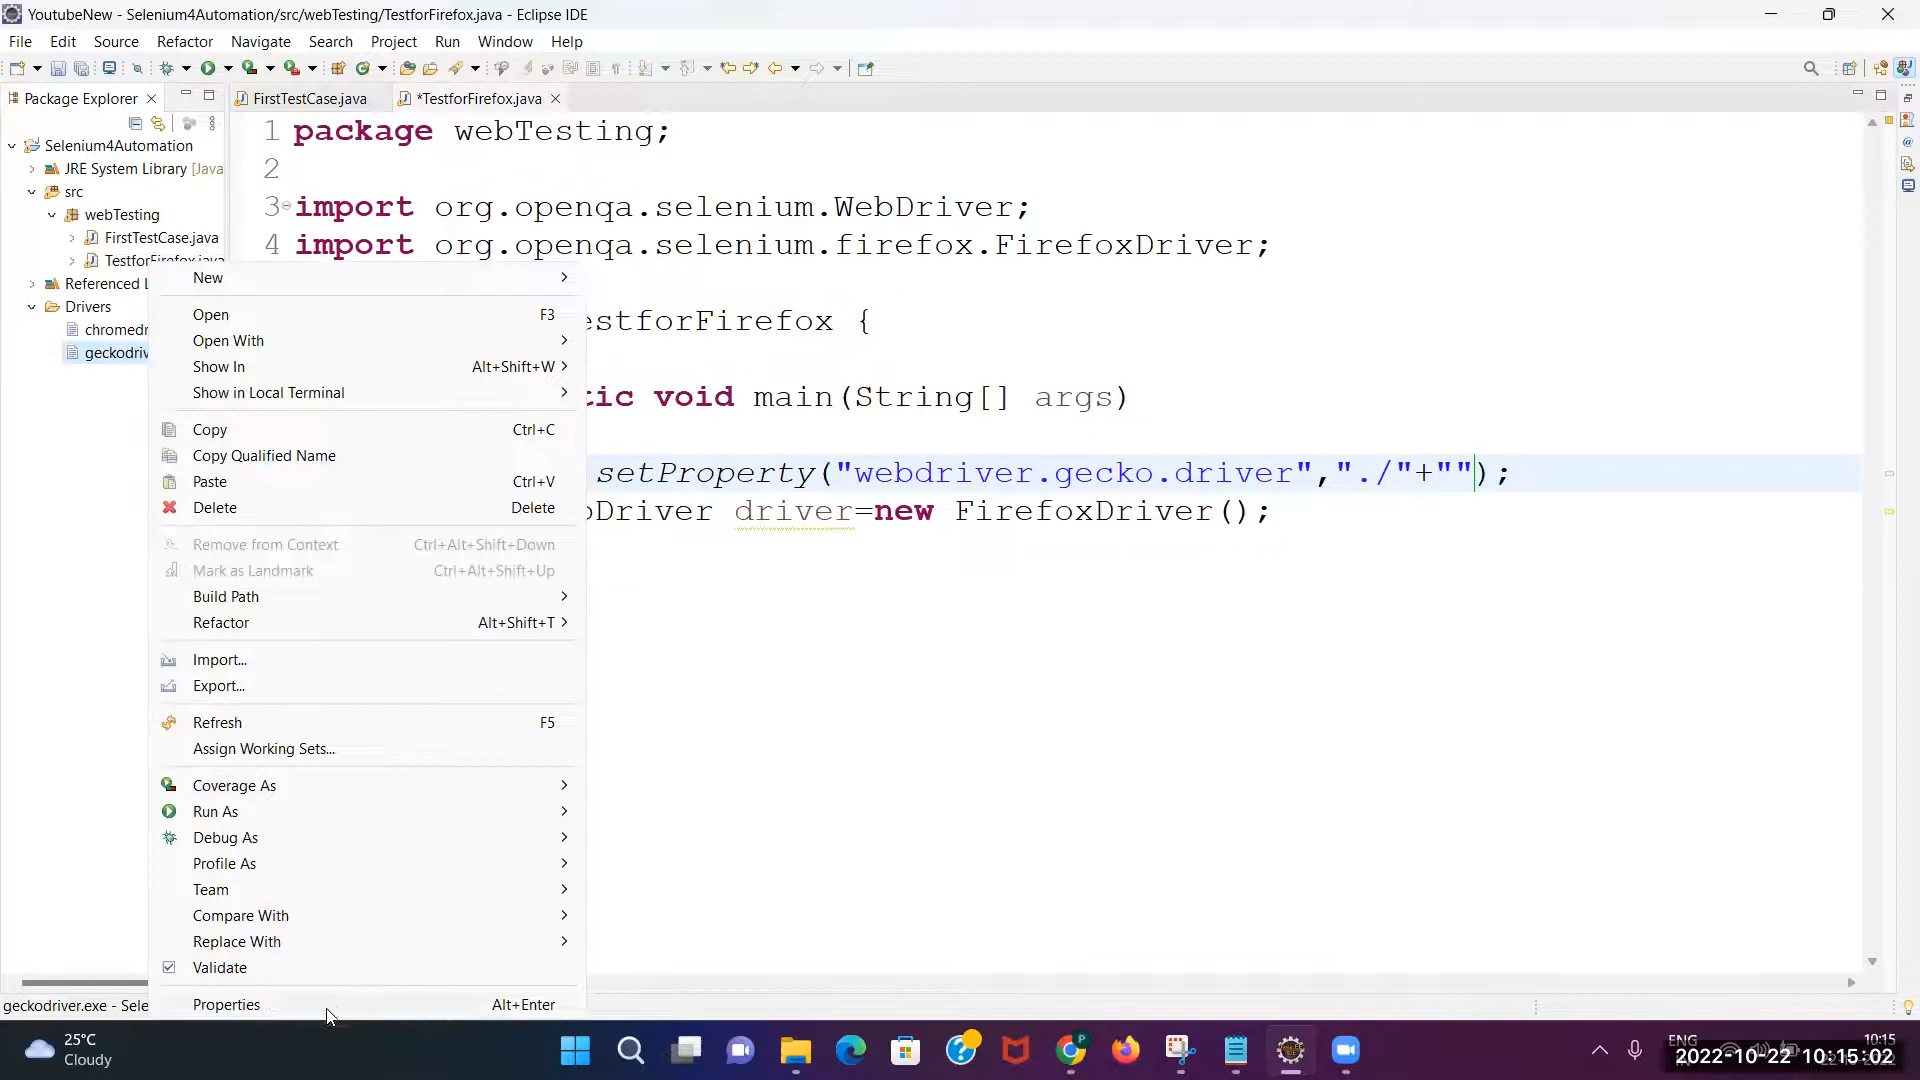 YoutubeNew - Selenium4Automation/src/webTesting/TestforFirefox.java - Eclipse IDE
File Edit Source Refactor Navigate Search Project Run Window Help
Package Explorer
FirstTestCase.java
*TestforFirefox.java
Selenium4Automation
JRE System Library [Java
src
webTesting
FirstTestCase.java
TestforFirefox.java
Referenced L
Drivers
chromedr
geckodriv
1 package webTesting;
2
3 import org.openqa.selenium.WebDriver;
4 import org.openqa.selenium.firefox.FirefoxDriver;
estforFirefox {
tic void main(String[] args)
setProperty("webdriver.gecko.driver","./"+"");
Driver driver=new FirefoxDriver();
New
Open F3
Open With
Show In Alt+Shift+W
Show in Local Terminal
Copy Ctrl+C
Copy Qualified Name
Paste Ctrl+V
Delete Delete
Remove from Context Ctrl+Alt+Shift+Down
Mark as Landmark Ctrl+Alt+Shift+Up
Build Path
Refactor Alt+Shift+T
Import...
Export...
Refresh F5
Assign Working Sets...
Coverage As
Run As
Debug As
Profile As
Team
Compare With
Replace With
Validate
Properties Alt+Enter
geckodriver.exe - Sele
25°C
Cloudy
ENG
10:15
2022-10-22 10:15:02